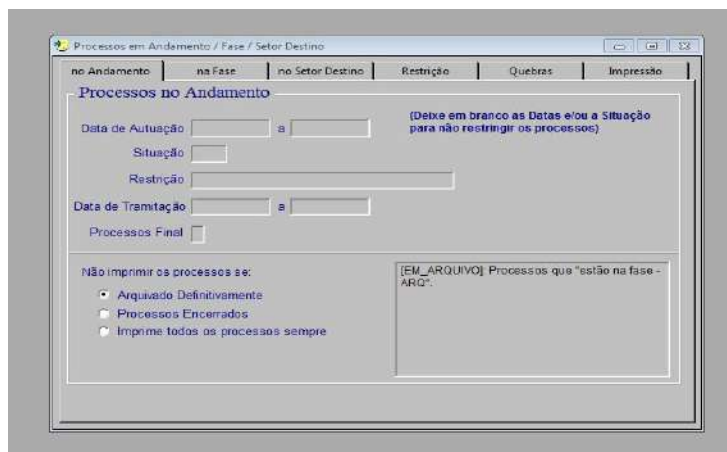 Processos em Andamento / Fase / Setor Destino
no Andamento
na Fase
no Setor Destino
Restrição
Quebras
Impressão
Processos no Andamento
Data de Autuação
a
(Deixe em branco as Datas e/ou a Situação
para não restringir os processos)
Situação
Restrição
Data de Tramitação
a
Processos Final
Não imprimir os processos se:
Arquivado Definitivamente
Processos Encerrados
Imprime todos os processos sempre
[EM_ARQUIVO]: Processos que "estão na fase -
ARQ".